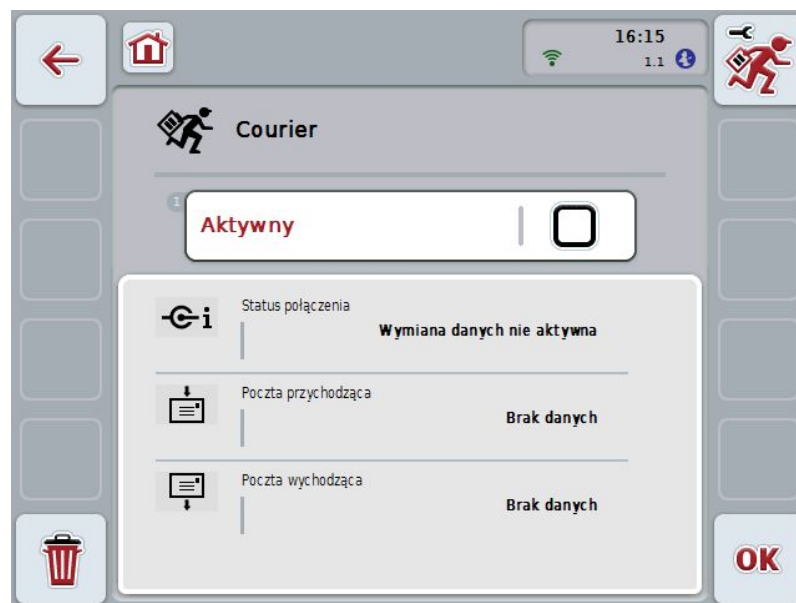 16:15
1.1
Courier
1
Aktywny
Status połączenia
Wymiana danych nie aktywna
Poczta przychodząca
Brak danych
Poczta wychodząca
Brak danych
OK